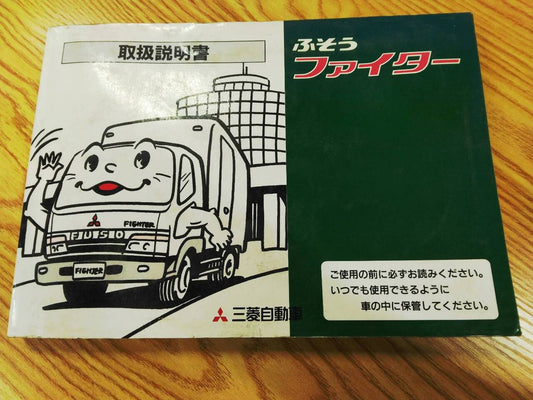 取扱説明書
ふそう
ファイター
FIGHTER
FUSO
FIGHTER
三菱自動車
ご使用の前に必ずお読みください。
いつでも使用できるように
車の中に保管してください。